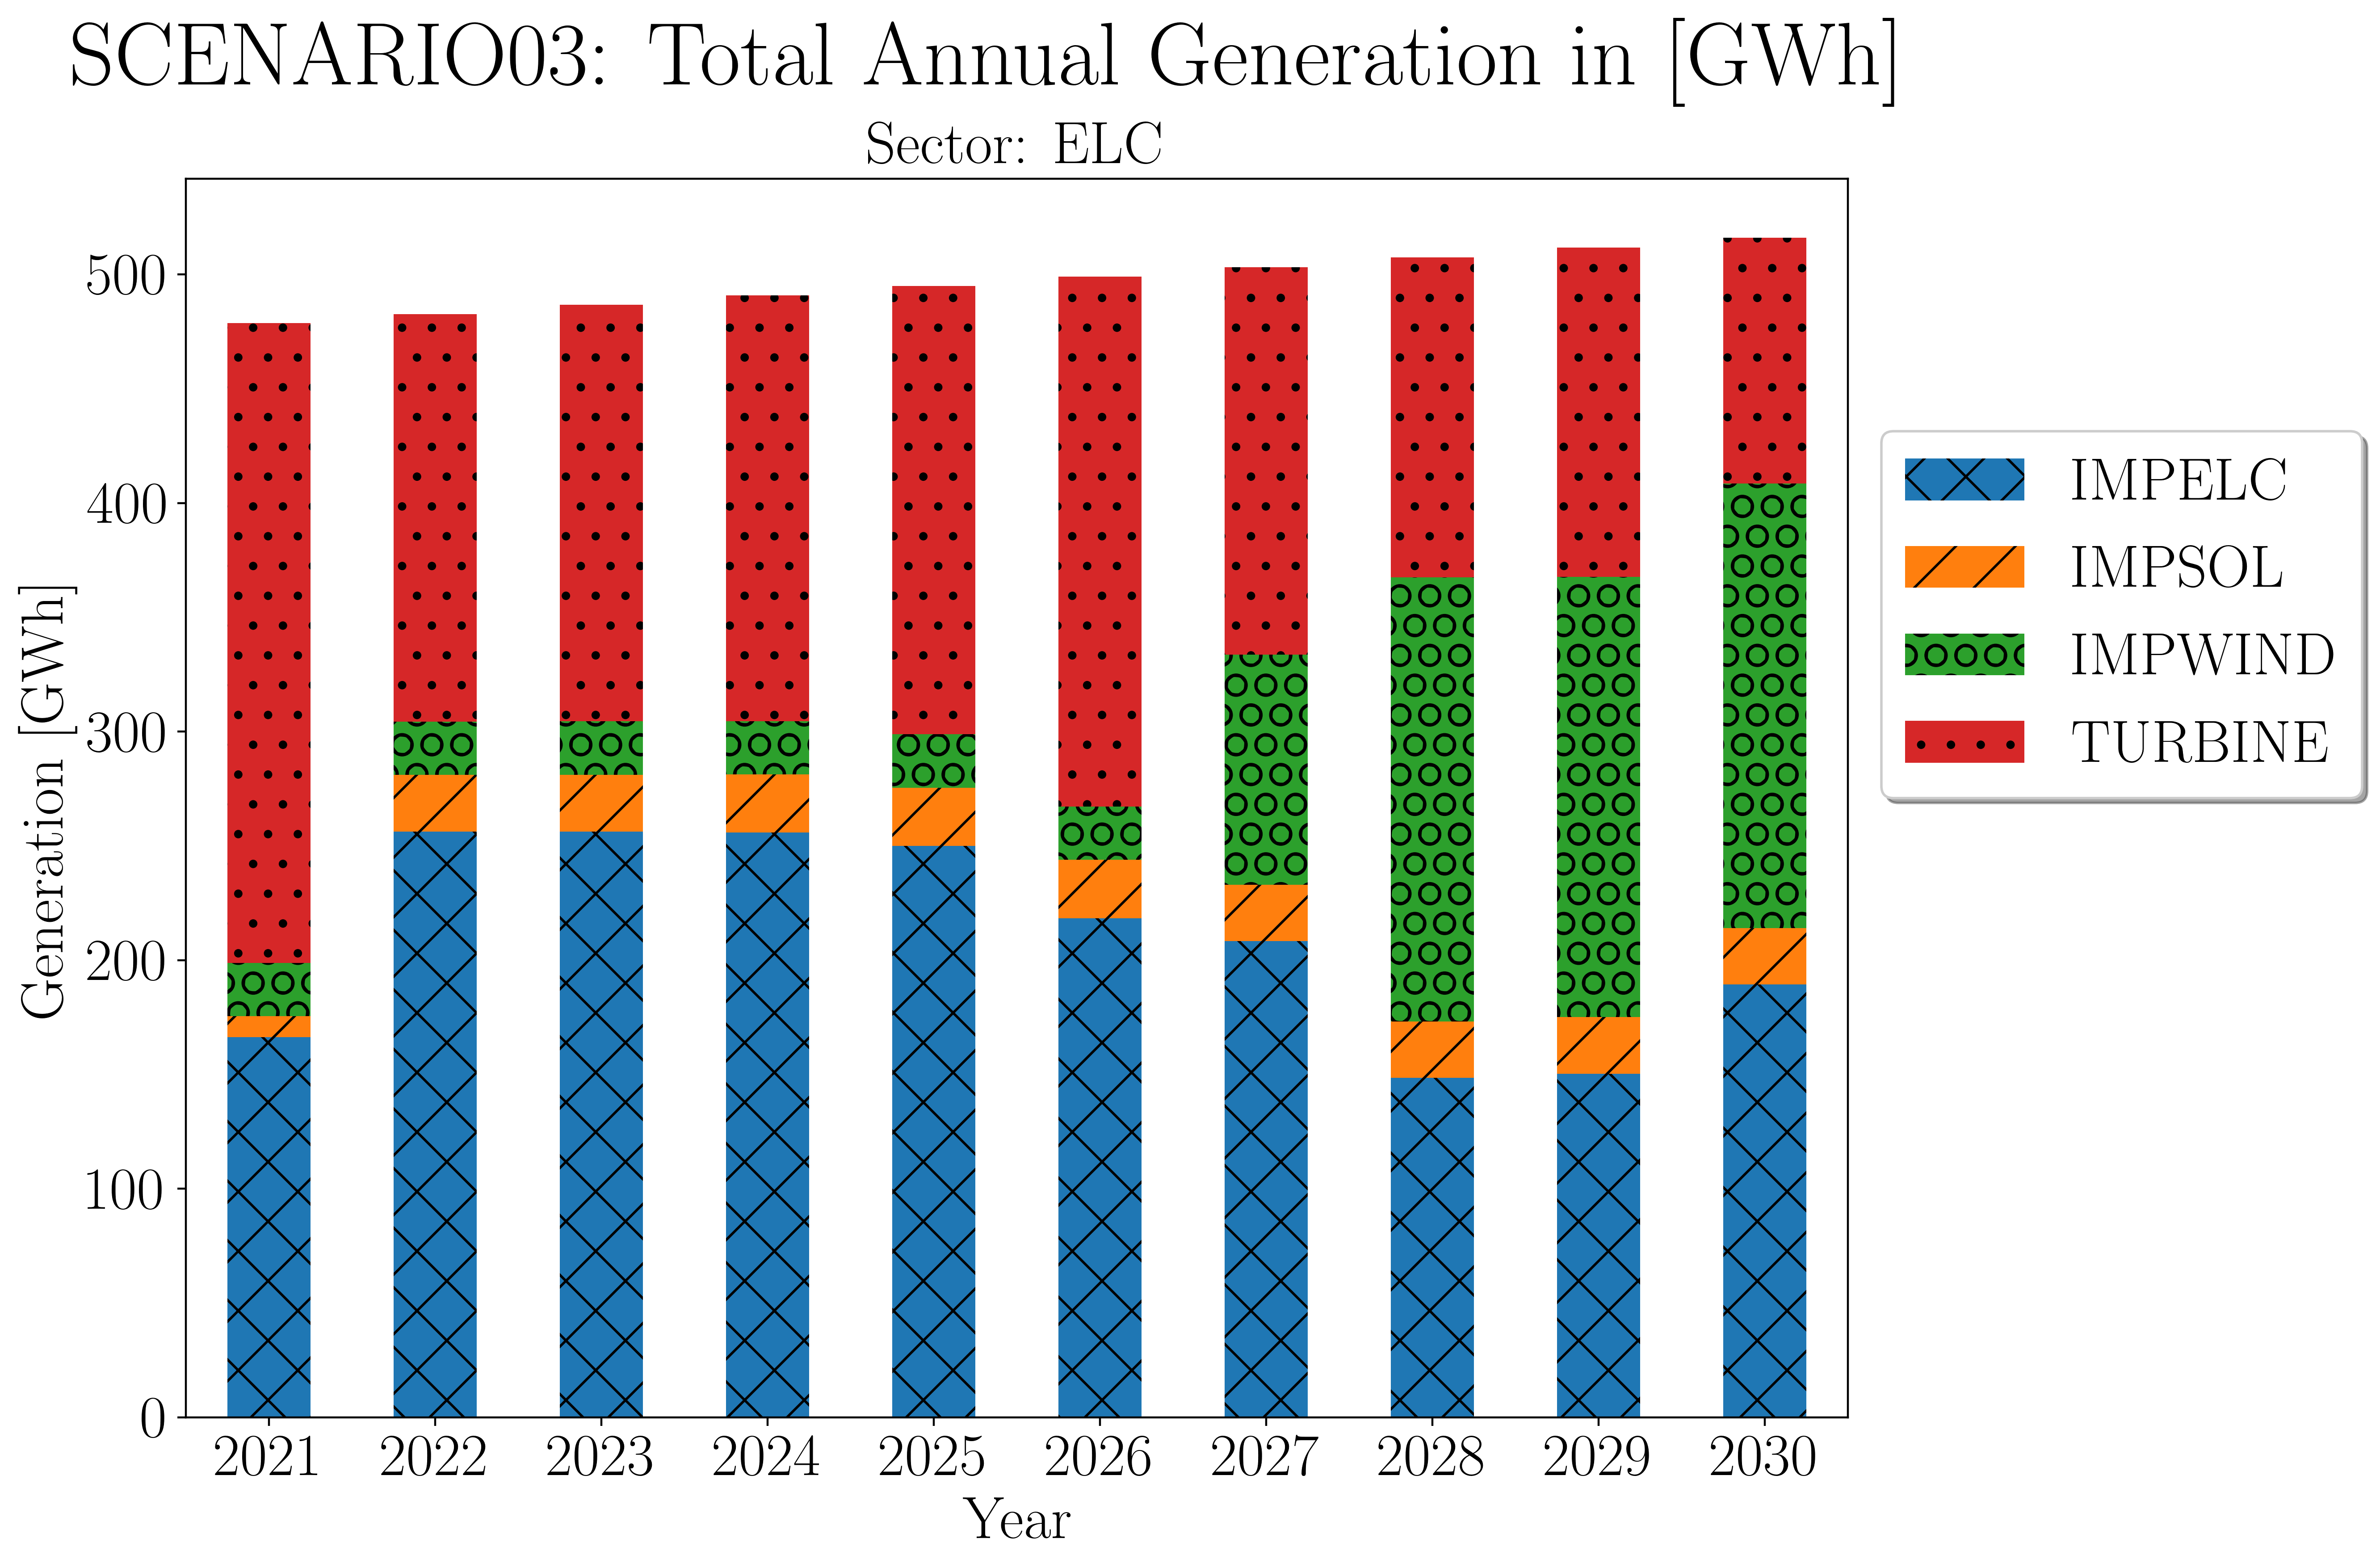 SCENARIO03: Total Annual Generation in [GWh]
Sector: ELC
Generation [GWh]
500
400
300
200
100
0
2021 2022 2023 2024 2025 2026 2027 2028 2029 2030
Year
IMPELC
IMPSOL
IMPWIND
TURBINE